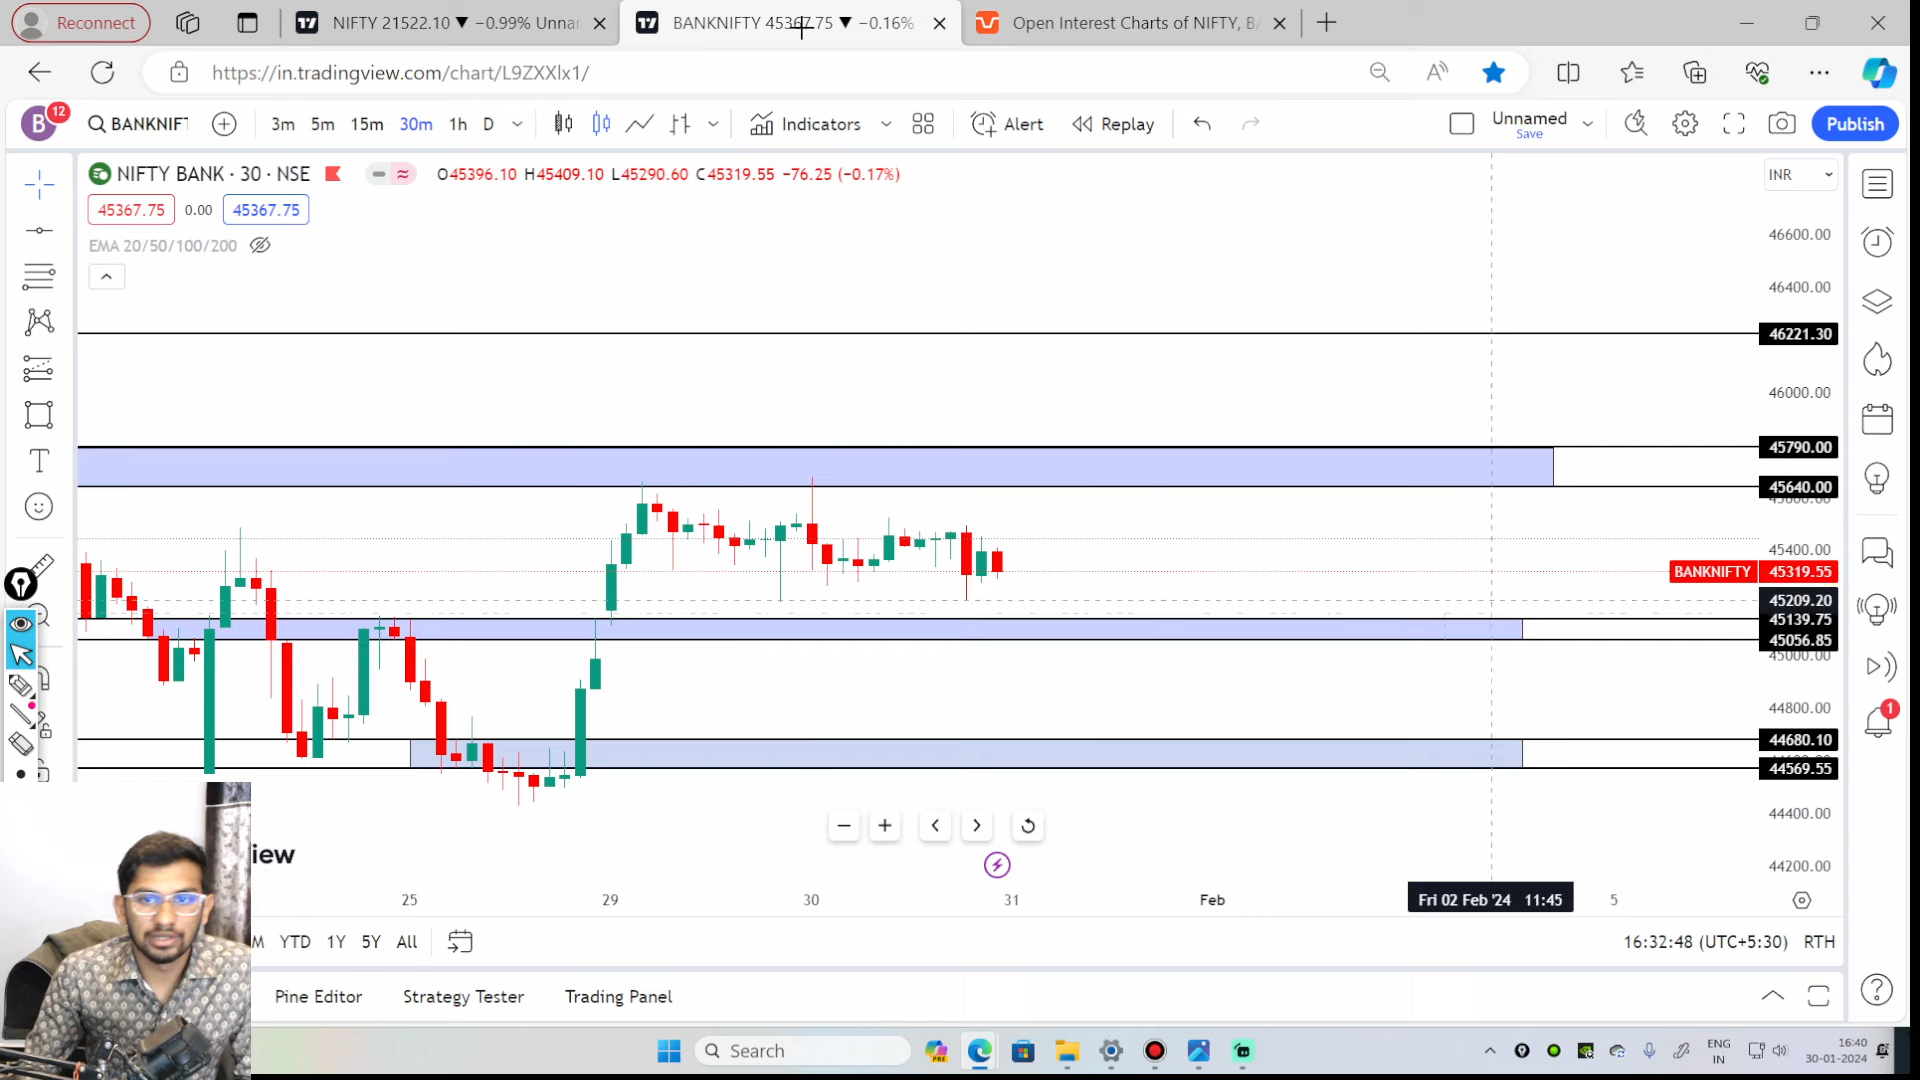 Reconnect
NIFTY 21522.10 ▼ −0.99% Unnar
BANKNIFTY 45367.75 ▼ −0.16%
Open Interest Charts of NIFTY, BA
https://in.tradingview.com/chart/L9ZXXlx1/
B 12
BANKNIFT
3m 5m 15m 30m 1h D
Indicators
Alert
Replay
Unnamed
Save
Publish
NIFTY BANK · 30 · NSE
O45396.10 H45409.10 L45290.60 C45319.55 −76.25 (−0.17%)
INR
45367.75 0.00 45367.75
EMA 20/50/100/200
46600.00
46400.00
46221.30
46000.00
45790.00
45640.00
45400.00
BANKNIFTY 45319.55
45209.20
45139.75
45056.85
45000.00
44800.00
44680.10
44569.55
44400.00
44200.00
iew
25 29 30 31 Feb Fri 02 Feb '24 11:45 5
M YTD 1Y 5Y All
16:32:48 (UTC+5:30) RTH
Pine Editor Strategy Tester Trading Panel
1
Search
PRE
ENG
IN
16:40
30-01-2024